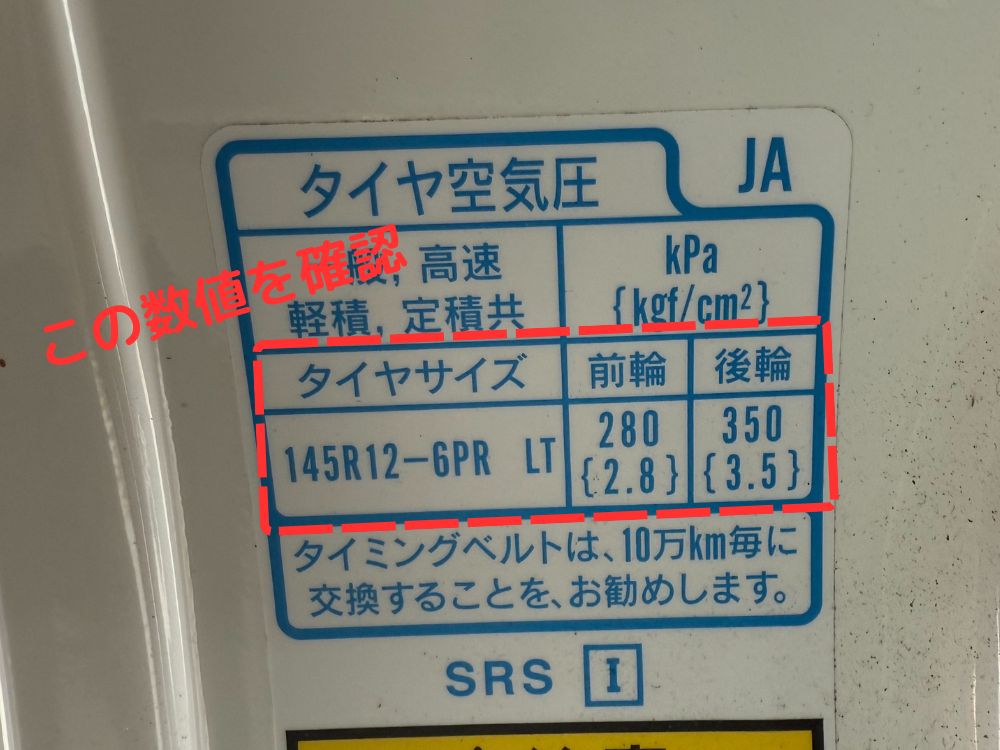 タイヤ空気圧
JA
般, 高速
軽積, 定積共
kPa
{kgf/cm²}
この数値を確認
タイヤサイズ 前輪 後輪
145R12-6PR LT
280
{2.8}
350
{3.5}
タイミングベルトは、10万km毎に
交換することを、お勧めします。
SRS I